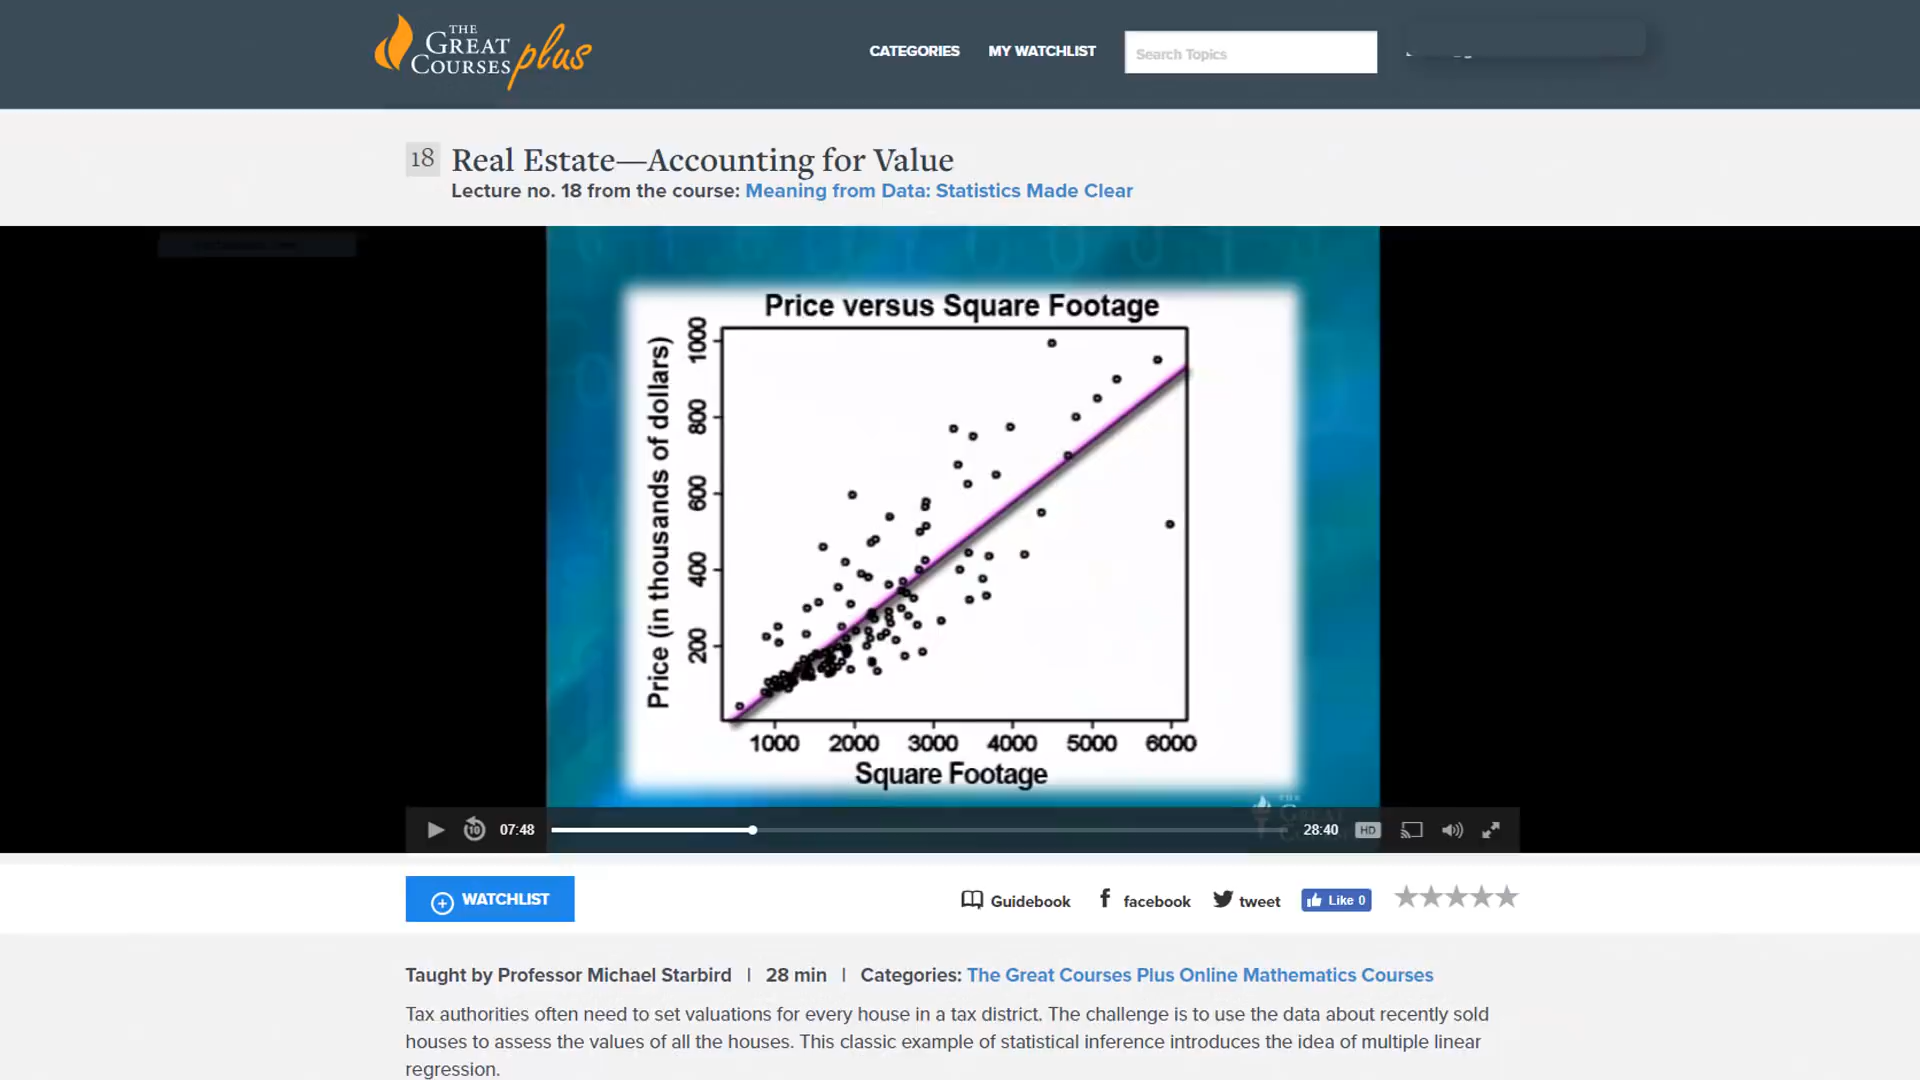 THE
GREAT
COURSES plus
CATEGORIES
MY WATCHLIST
Search Topics
18
Real Estate—Accounting for Value
Lecture no. 18 from the course: Meaning from Data: Statistics Made Clear
Price versus Square Footage
Price (in thousands of dollars)
1000
800
600
400
200
1000 2000 3000 4000 5000 6000
Square Footage
THE
10
07:48
28:40
HD
WATCHLIST
Guidebook
facebook
tweet
Like 0
Taught by Professor Michael Starbird | 28 min | Categories: The Great Courses Plus Online Mathematics Courses
Tax authorities often need to set valuations for every house in a tax district. The challenge is to use the data about recently sold
houses to assess the values of all the houses. This classic example of statistical inference introduces the idea of multiple linear
regression.